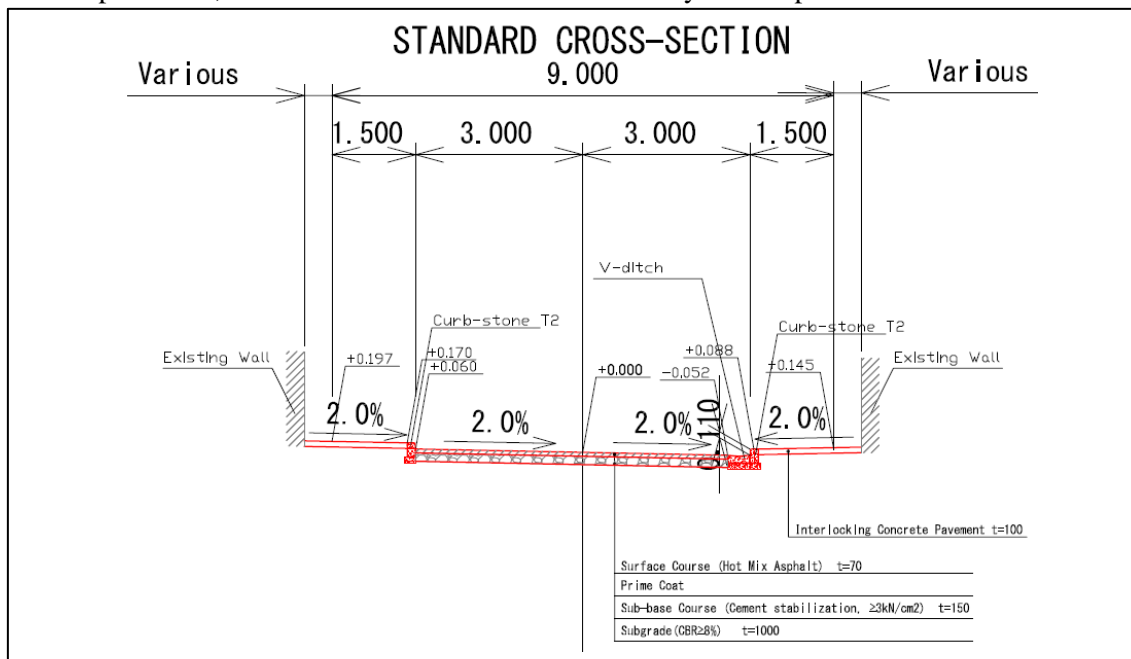 STANDARD CROSS-SECTION
Various
9.000
Various
1.500
3.000
3.000
1.500
V-ditch
Curb-stone T2
Curb-stone T2
Existing Wall
+0.197
+0.170
+0.060
+0.000
-0.052
+0.088
+0.145
Existing Wall
2.0%
2.0%
2.0%
0.110
2.0%
Interlocking Concrete Pavement t=100
Surface Course (Hot Mix Asphalt) t=70
Prime Coat
Sub-base Course (Cement stabilization, ≥3kN/cm2) t=150
Subgrade(CBR≥8%) t=1000